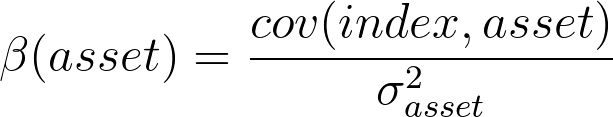 β(asset) = cov(index, asset) / σ²_asset